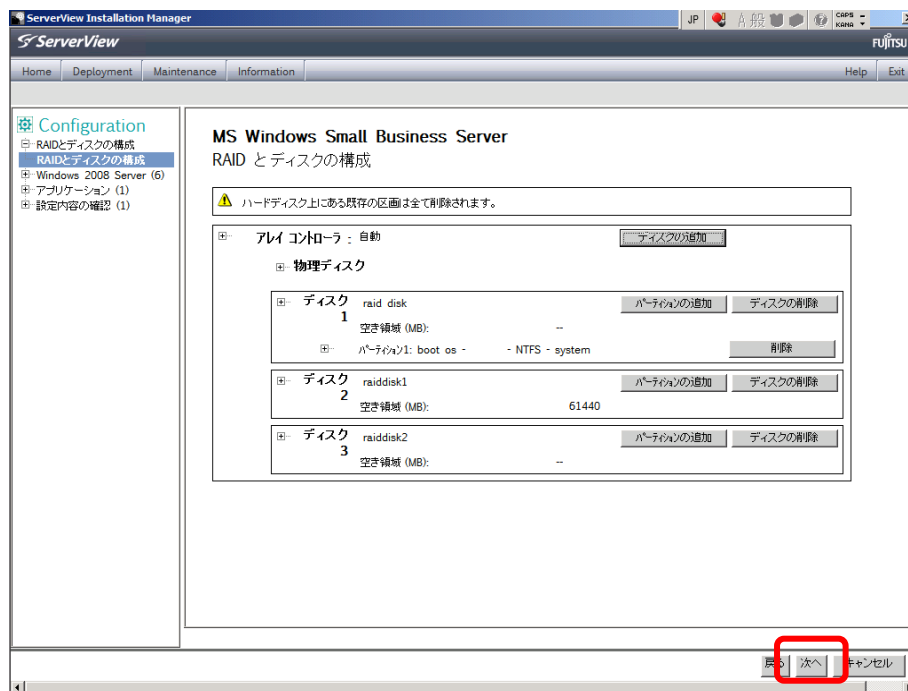 ServerView Installation Manage
JP A 般 CAPS KANA
ServerView FUJITSU
Home Deployment Maintenance Information Help Exit
Configuration
RAIDとディスクの構成
RAIDとディスクの構成
Windows 2008 Server (6)
アプリケーション (1)
設定内容の確認 (1)
MS Windows Small Business Server
RAID とディスクの構成
ハードディスク上にある既存の区画は全て削除されます。
アレイ コントローラ : 自動 ディスクの追加
物理ディスク
ディスク 1 raid disk パーティションの追加 ディスクの削除
空き領域 (MB): --
パーティション1: boot os - - NTFS - system 削除
ディスク 2 raiddisk1 パーティションの追加 ディスクの削除
空き領域 (MB): 61440
ディスク 3 raiddisk2 パーティションの追加 ディスクの削除
空き領域 (MB): --
戻る 次へ キャンセル